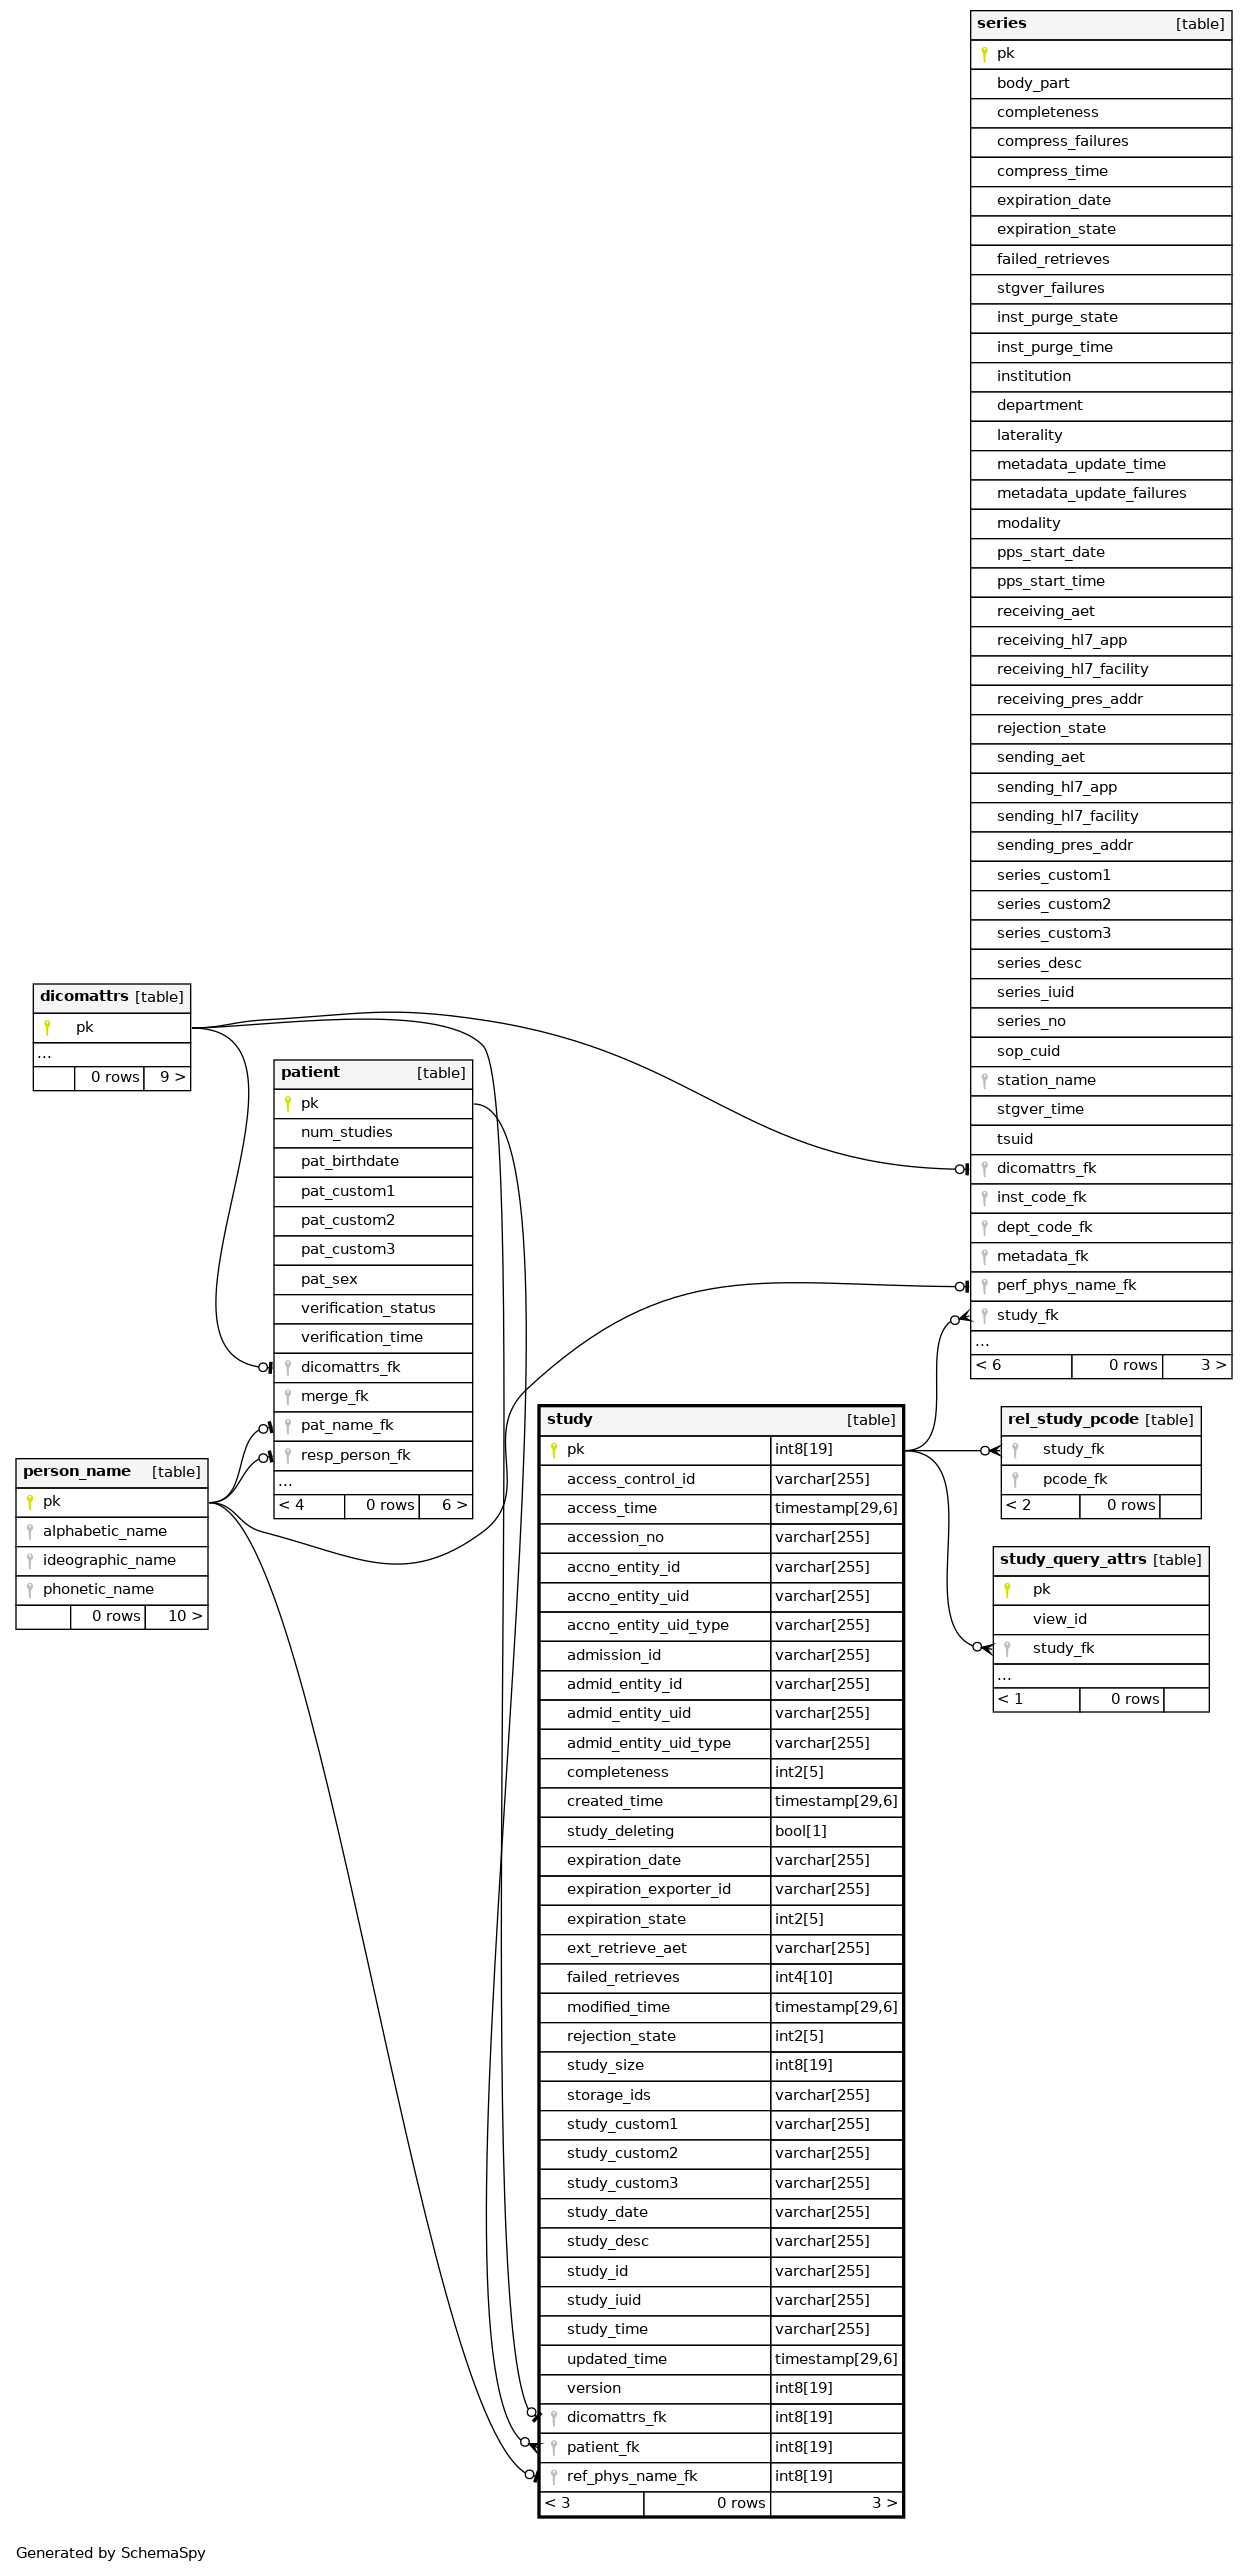 series [table]
pk
body_part
completeness
compress_failures
compress_time
expiration_date
expiration_state
failed_retrieves
stgver_failures
inst_purge_state
inst_purge_time
institution
department
laterality
metadata_update_time
metadata_update_failures
modality
pps_start_date
pps_start_time
receiving_aet
receiving_hl7_app
receiving_hl7_facility
receiving_pres_addr
rejection_state
sending_aet
sending_hl7_app
sending_hl7_facility
sending_pres_addr
series_custom1
series_custom2
series_custom3
series_desc
series_iuid
series_no
sop_cuid
station_name
stgver_time
tsuid
dicomattrs_fk
inst_code_fk
dept_code_fk
metadata_fk
perf_phys_name_fk
study_fk
...
< 6 0 rows 3 >
dicomattrs [table]
pk
...
0 rows 9 >
patient [table]
pk
num_studies
pat_birthdate
pat_custom1
pat_custom2
pat_custom3
pat_sex
verification_status
verification_time
dicomattrs_fk
merge_fk
pat_name_fk
resp_person_fk
...
< 4 0 rows 6 >
person_name [table]
pk
alphabetic_name
ideographic_name
phonetic_name
0 rows 10 >
study [table]
pk int8[19]
access_control_id varchar[255]
access_time timestamp[29,6]
accession_no varchar[255]
accno_entity_id varchar[255]
accno_entity_uid varchar[255]
accno_entity_uid_type varchar[255]
admission_id varchar[255]
admid_entity_id varchar[255]
admid_entity_uid varchar[255]
admid_entity_uid_type varchar[255]
completeness int2[5]
created_time timestamp[29,6]
study_deleting bool[1]
expiration_date varchar[255]
expiration_exporter_id varchar[255]
expiration_state int2[5]
ext_retrieve_aet varchar[255]
failed_retrieves int4[10]
modified_time timestamp[29,6]
rejection_state int2[5]
study_size int8[19]
storage_ids varchar[255]
study_custom1 varchar[255]
study_custom2 varchar[255]
study_custom3 varchar[255]
study_date varchar[255]
study_desc varchar[255]
study_id varchar[255]
study_iuid varchar[255]
study_time varchar[255]
updated_time timestamp[29,6]
version int8[19]
dicomattrs_fk int8[19]
patient_fk int8[19]
ref_phys_name_fk int8[19]
< 3 0 rows 3 >
rel_study_pcode [table]
study_fk
pcode_fk
< 2 0 rows
study_query_attrs [table]
pk
view_id
study_fk
...
< 1 0 rows
Generated by SchemaSpy